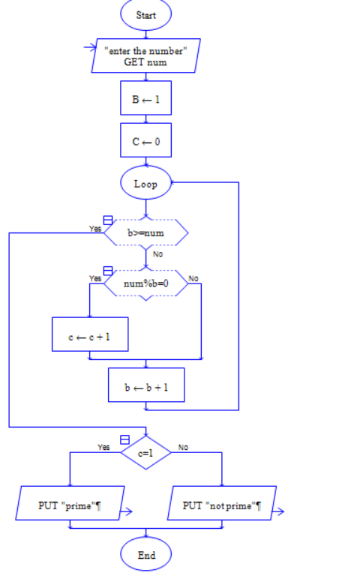 Start
"enter the number"
GET num
B ← 1
C ← 0
Loop
Yes
b>=num
No
Yes
num%b=0
No
c ← c + 1
b ← b + 1
Yes
c=1
No
PUT "prime"¶
PUT "not prime"¶
End